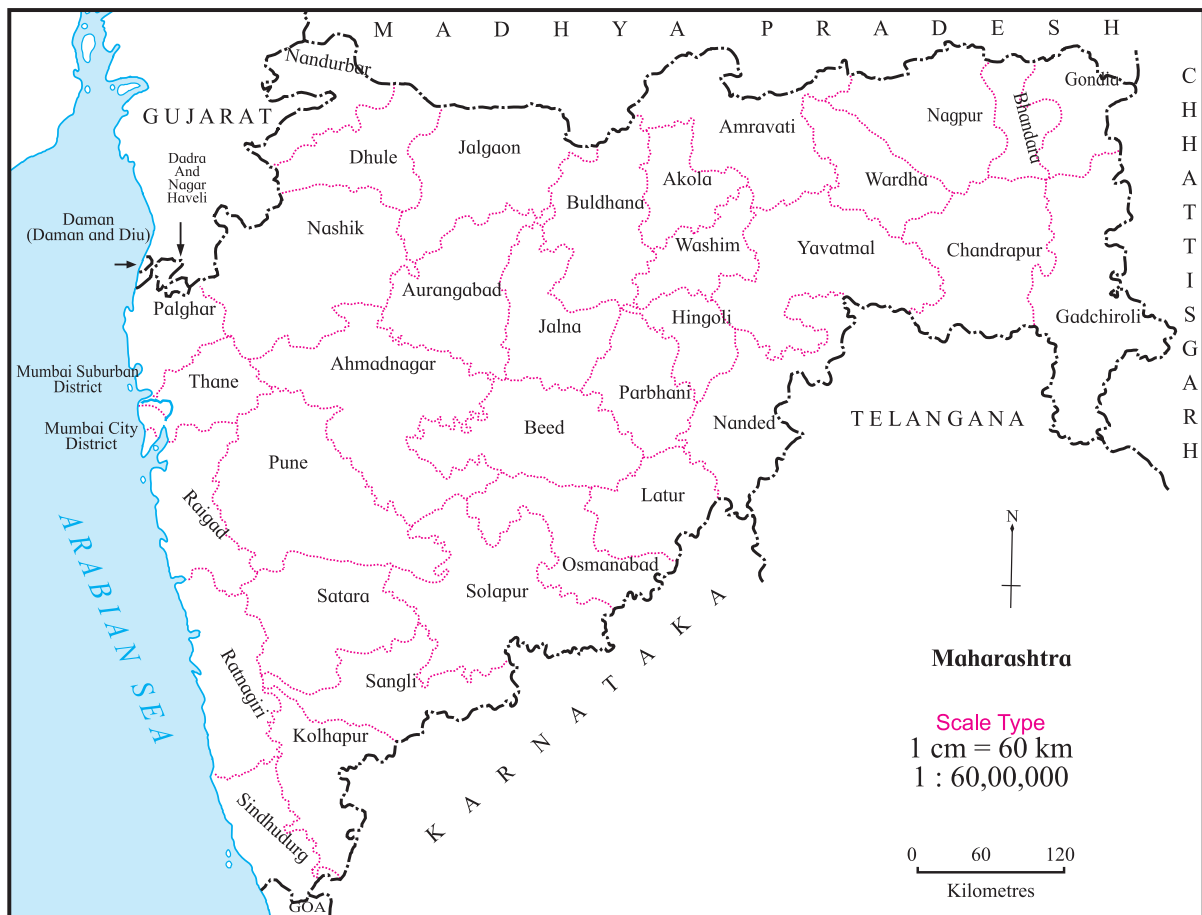 M A D H Y A P R A D E S H
CHHATTISGARH
GUJARAT
Nandurbar
Gondia
Bhandara
Nagpur
Amravati
Dhule
Jalgaon
Dadra
And
Nagar
Haveli
Akola
Wardha
Buldhana
Daman
(Daman and Diu)
Nashik
Washim
Yavatmal
Chandrapur
Aurangabad
Palghar
Jalna
Hingoli
Gadchiroli
Ahmadnagar
Mumbai Suburban
District
Thane
Parbhani
Mumbai City
District
Beed
Nanded
TELANGANA
Pune
Latur
Raigad
ARABIAN SEA
N
Osmanabad
Satara
Solapur
KARNATAKA
Ratnagiri
Sangli
Kolhapur
Sindhudurg
GOA
Maharashtra
Scale Type
1 cm = 60 km
1 : 60,00,000
0 60 120
Kilometres